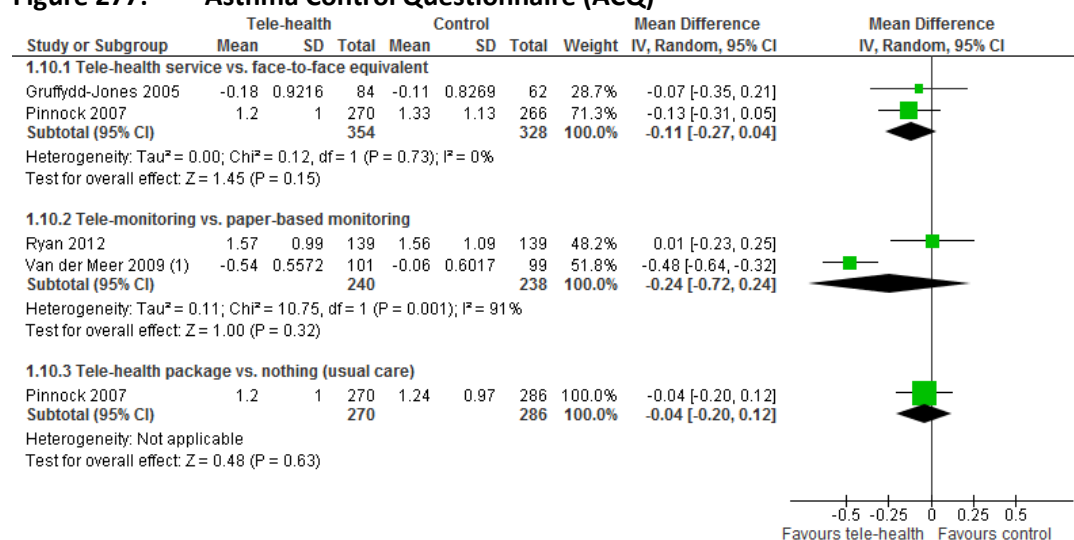 Figure 277: Asthma Control Questionnaire (ACQ)
Tele-health Control Mean Difference Mean Difference
Study or Subgroup Mean SD Total Mean SD Total Weight IV, Random, 95% CI IV, Random, 95% CI
1.10.1 Tele-health service vs. face-to-face equivalent
Gruffydd-Jones 2005 -0.18 0.9216 84 -0.11 0.8269 62 28.7% -0.07 [-0.35, 0.21]
Pinnock 2007 1.2 1 270 1.33 1.13 266 71.3% -0.13 [-0.31, 0.05]
Subtotal (95% CI) 354 328 100.0% -0.11 [-0.27, 0.04]
Heterogeneity: Tau² = 0.00; Chi² = 0.12, df = 1 (P = 0.73); I² = 0%
Test for overall effect: Z = 1.45 (P = 0.15)
1.10.2 Tele-monitoring vs. paper-based monitoring
Ryan 2012 1.57 0.99 139 1.56 1.09 139 48.2% 0.01 [-0.23, 0.25]
Van der Meer 2009 (1) -0.54 0.5572 101 -0.06 0.6017 99 51.8% -0.48 [-0.64, -0.32]
Subtotal (95% CI) 240 238 100.0% -0.24 [-0.72, 0.24]
Heterogeneity: Tau² = 0.11; Chi² = 10.75, df = 1 (P = 0.001); I² = 91%
Test for overall effect: Z = 1.00 (P = 0.32)
1.10.3 Tele-health package vs. nothing (usual care)
Pinnock 2007 1.2 1 270 1.24 0.97 286 100.0% -0.04 [-0.20, 0.12]
Subtotal (95% CI) 270 286 100.0% -0.04 [-0.20, 0.12]
Heterogeneity: Not applicable
Test for overall effect: Z = 0.48 (P = 0.63)
-0.5 -0.25 0 0.25 0.5
Favours tele-health Favours control